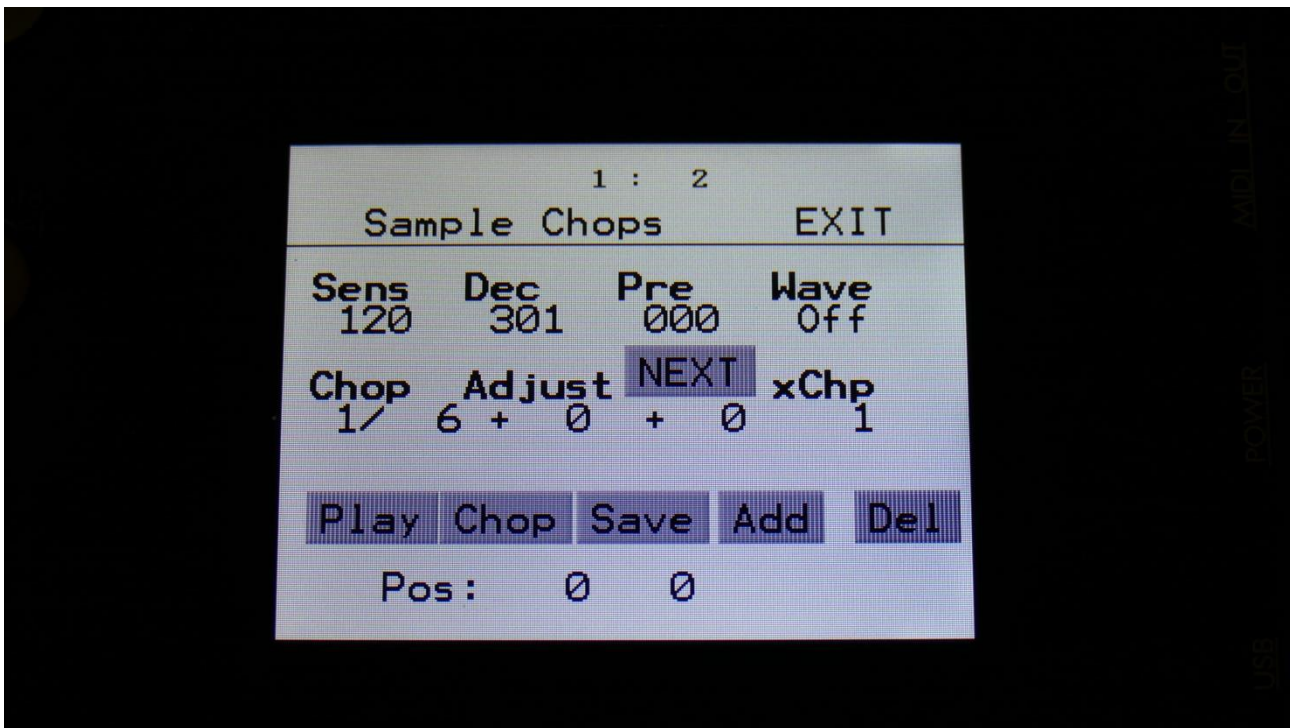 1 : 2
Sample Chops EXIT
Sens Dec Pre Wave
120 301 000 Off
NEXT
Chop Adjust xChp
1/ 6 + 0 + 0 1
Play Chop Save Add Del
Pos: 0 0
MIDI IN OUT
POWER
USB